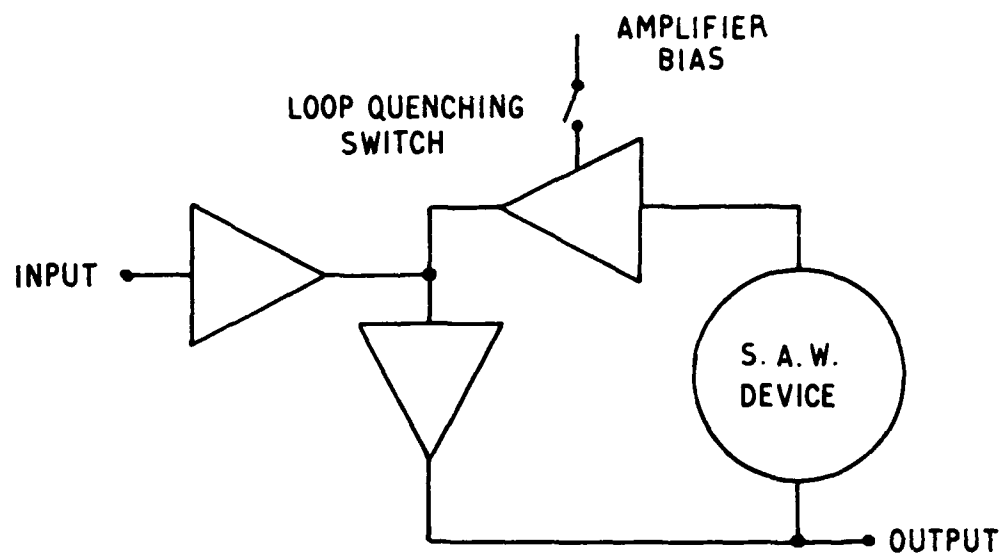 AMPLIFIER
BIAS
LOOP QUENCHING
SWITCH
INPUT
S. A. W.
DEVICE
OUTPUT